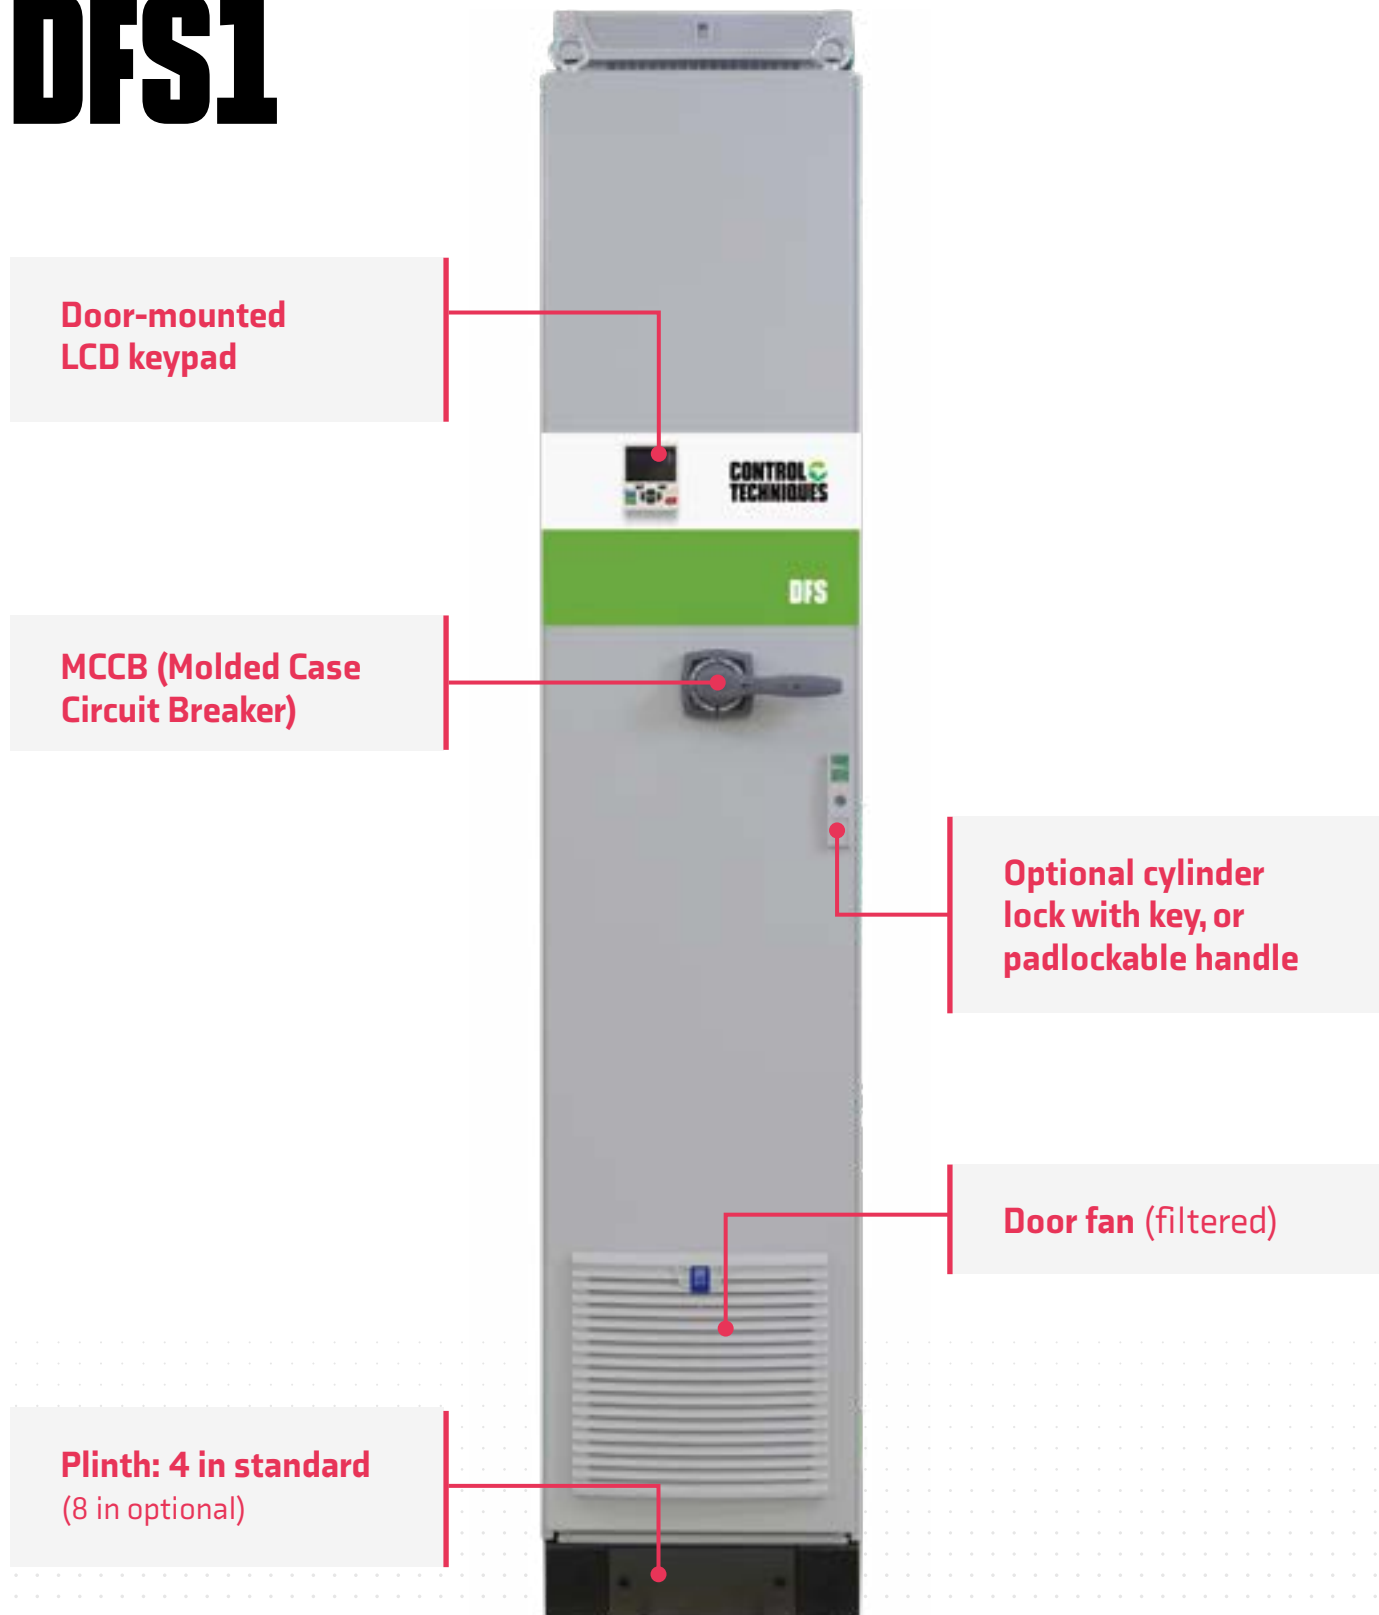 DFS1
Door-mounted
LCD keypad
CONTROL
TECHNIQUES
DFS
MCCB (Molded Case
Circuit Breaker)
Optional cylinder
lock with key, or
padlockable handle
Door fan (filtered)
Plinth: 4 in standard
(8 in optional)